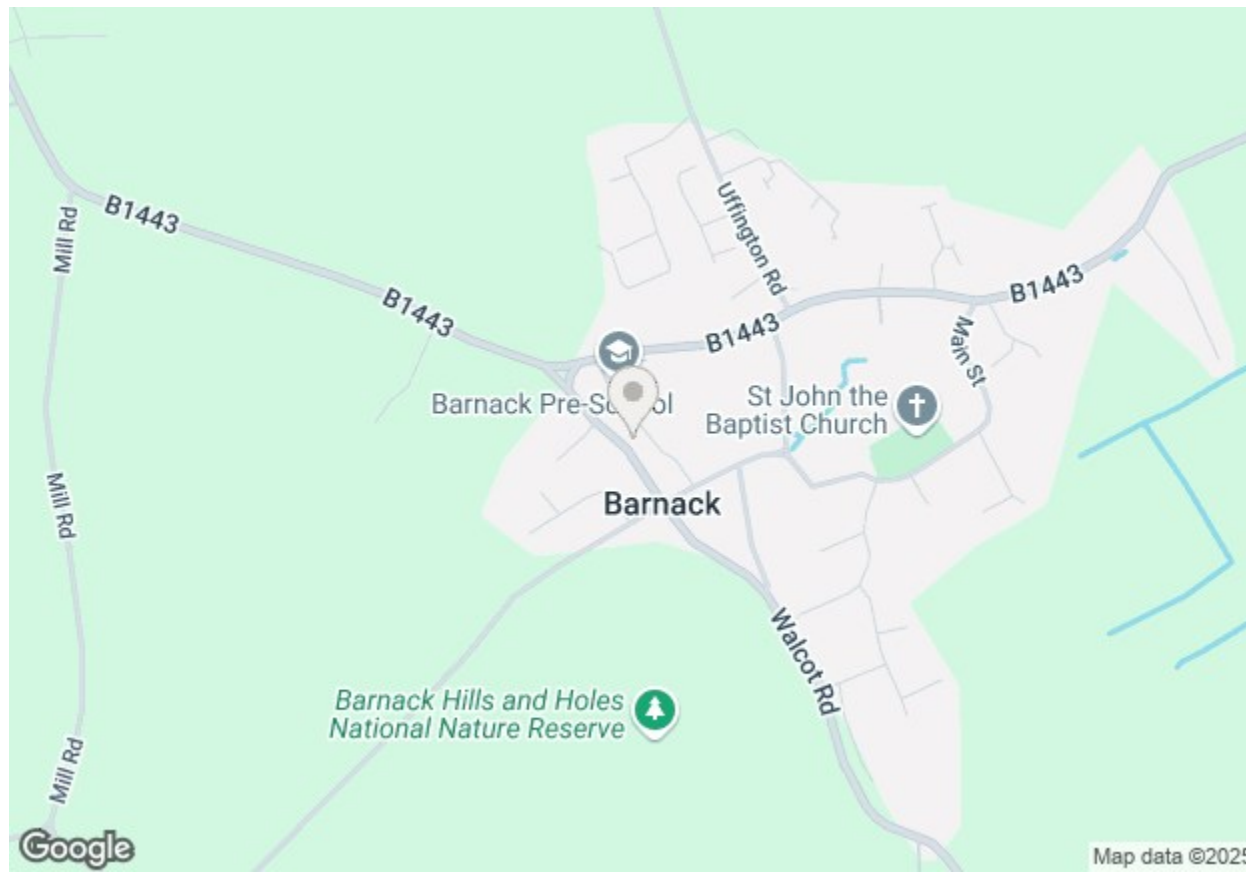 B1443
Mill Rd
Uffington Rd
B1443
B1443
B1443
Main St
Barnack Pre-School
St John the
Baptist Church
Mill Rd
Barnack
Walcot Rd
Barnack Hills and Holes
National Nature Reserve
Mill Rd
Google
Map data ©2025